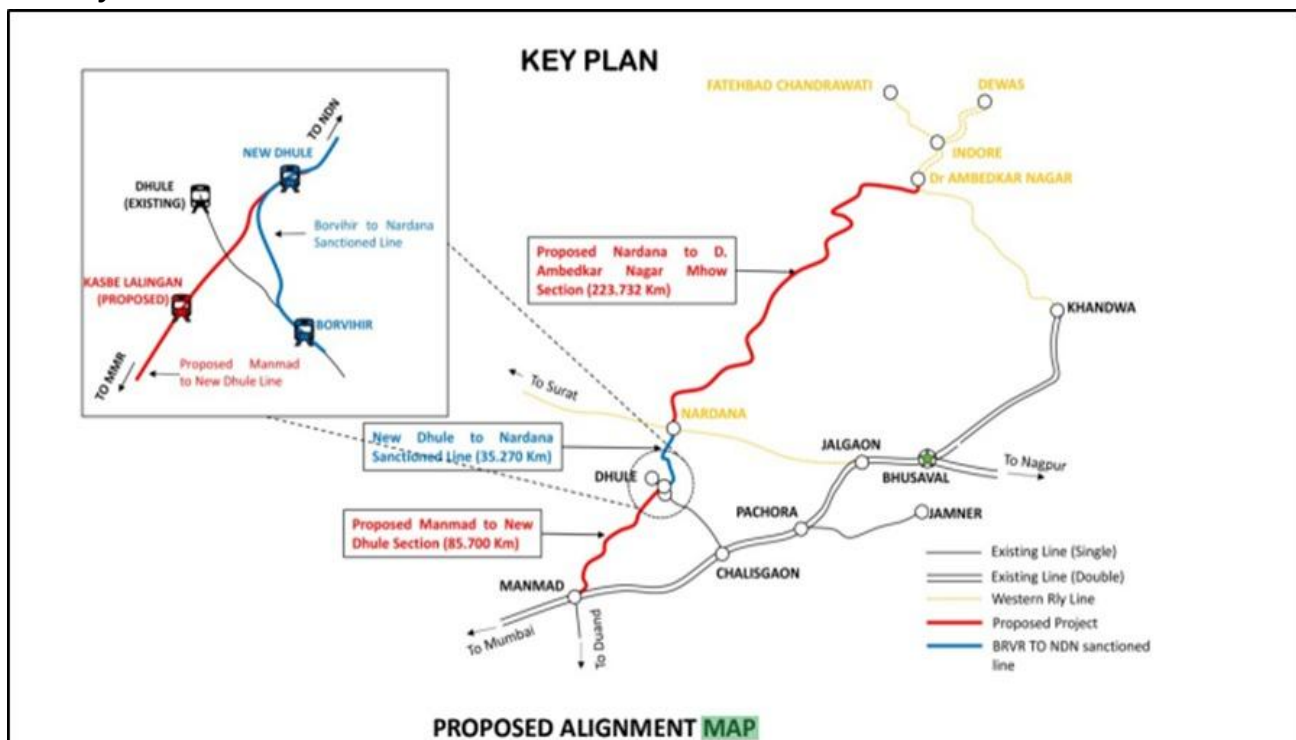 KEY PLAN
TO NDN
NEW DHULE
DHULE
(EXISTING)
Borvihir to Nardana
Sanctioned Line
KASBE LALINGAN
(PROPOSED)
BORVIHIR
TO MMR
Proposed Manmad
to New Dhule Line
FATEHBAD CHANDRAWATI
DEWAS
INDORE
Dr AMBEDKAR NAGAR
Proposed Nardana to D.
Ambedkar Nagar Mhow
Section (223.732 Km)
KHANDWA
To Surat
NARDANA
New Dhule to Nardana
Sanctioned Line (35.270 Km)
JALGAON
BHUSAVAL
To Nagpur
DHULE
PACHORA
JAMNER
Proposed Manmad to New
Dhule Section (85.700 Km)
CHALISGAON
MANMAD
To Mumbai
To Duand
Existing Line (Single)
Existing Line (Double)
Western Rly Line
Proposed Project
BRVR TO NDN sanctioned
line
PROPOSED ALIGNMENT MAP